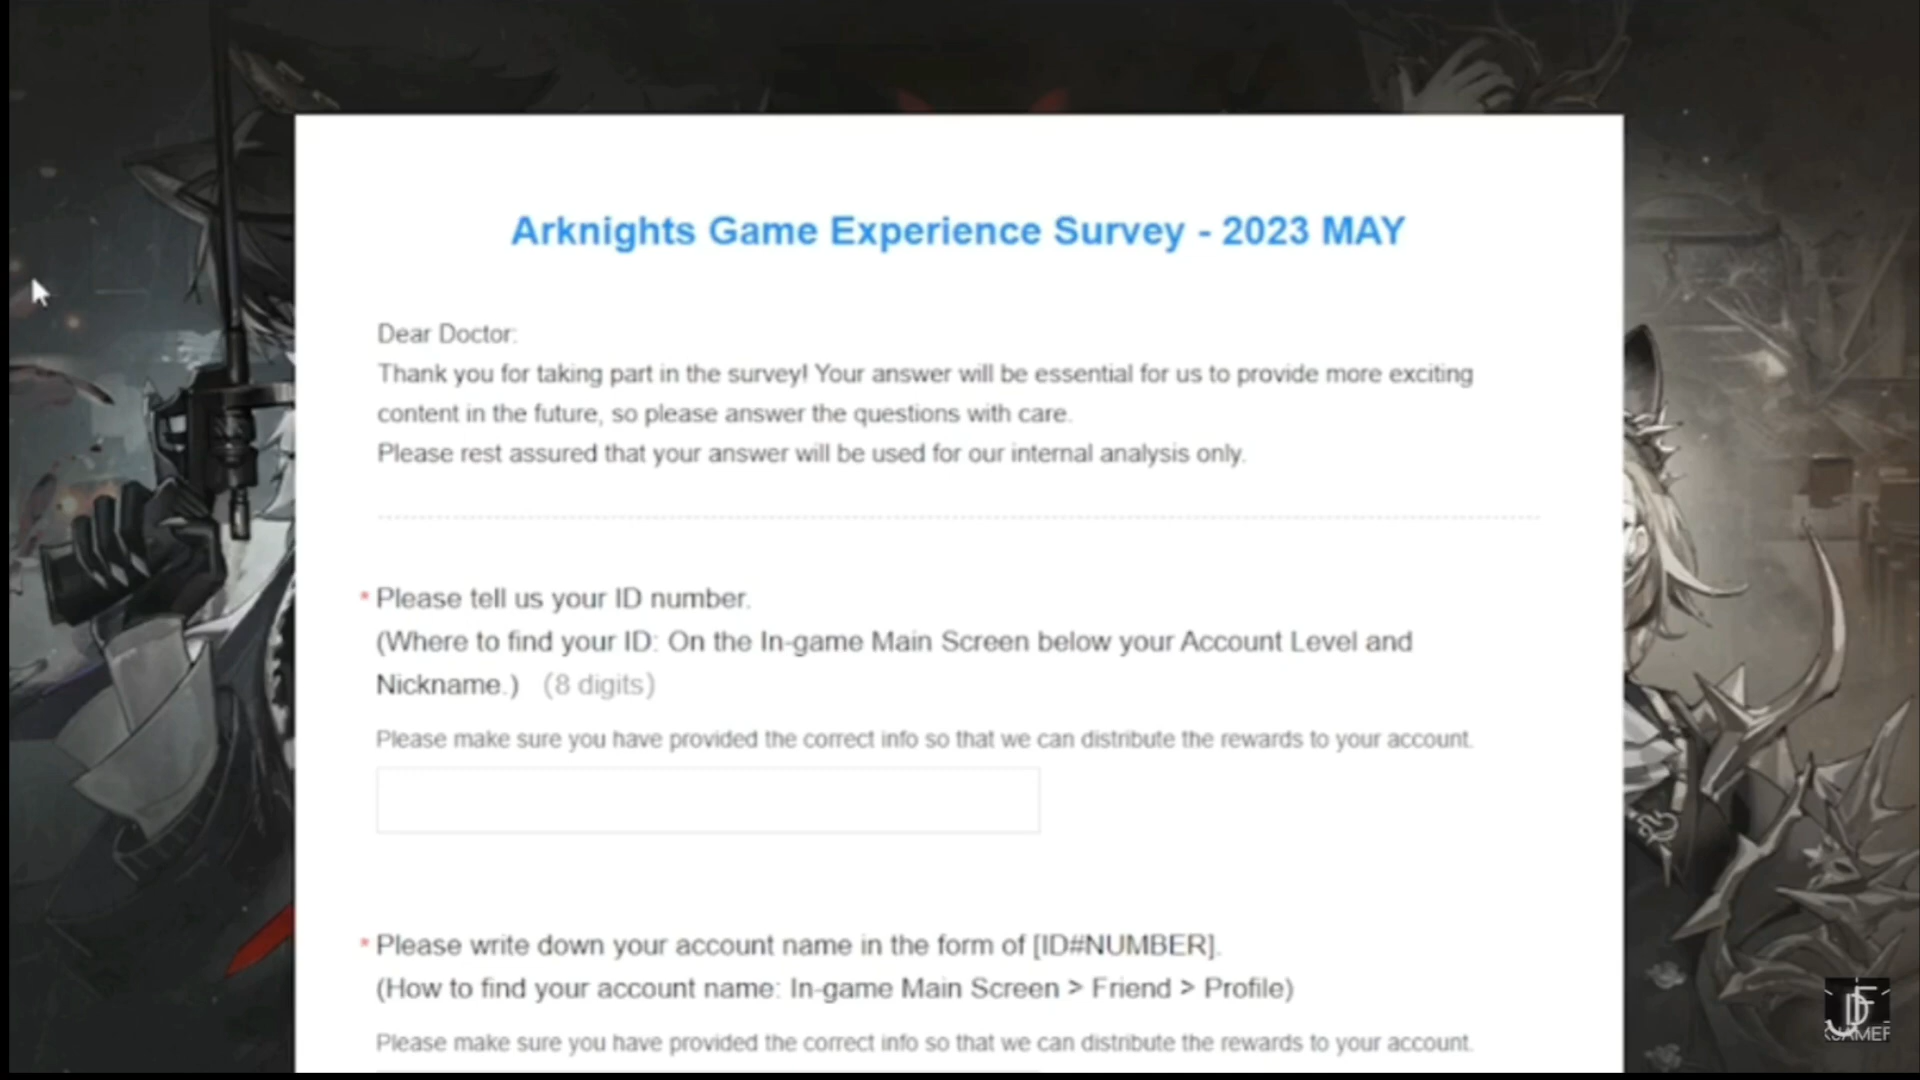 Arknights Game Experience Survey - 2023 MAY
Dear Doctor:
Thank you for taking part in the survey! Your answer will be essential for us to provide more exciting
content in the future, so please answer the questions with care.
Please rest assured that your answer will be used for our internal analysis only.
* Please tell us your ID number.
(Where to find your ID: On the In-game Main Screen below your Account Level and
Nickname.) (8 digits)
Please make sure you have provided the correct info so that we can distribute the rewards to your account.
* Please write down your account name in the form of [ID#NUMBER].
(How to find your account name: In-game Main Screen > Friend > Profile)
Please make sure you have provided the correct info so that we can distribute the rewards to your account.